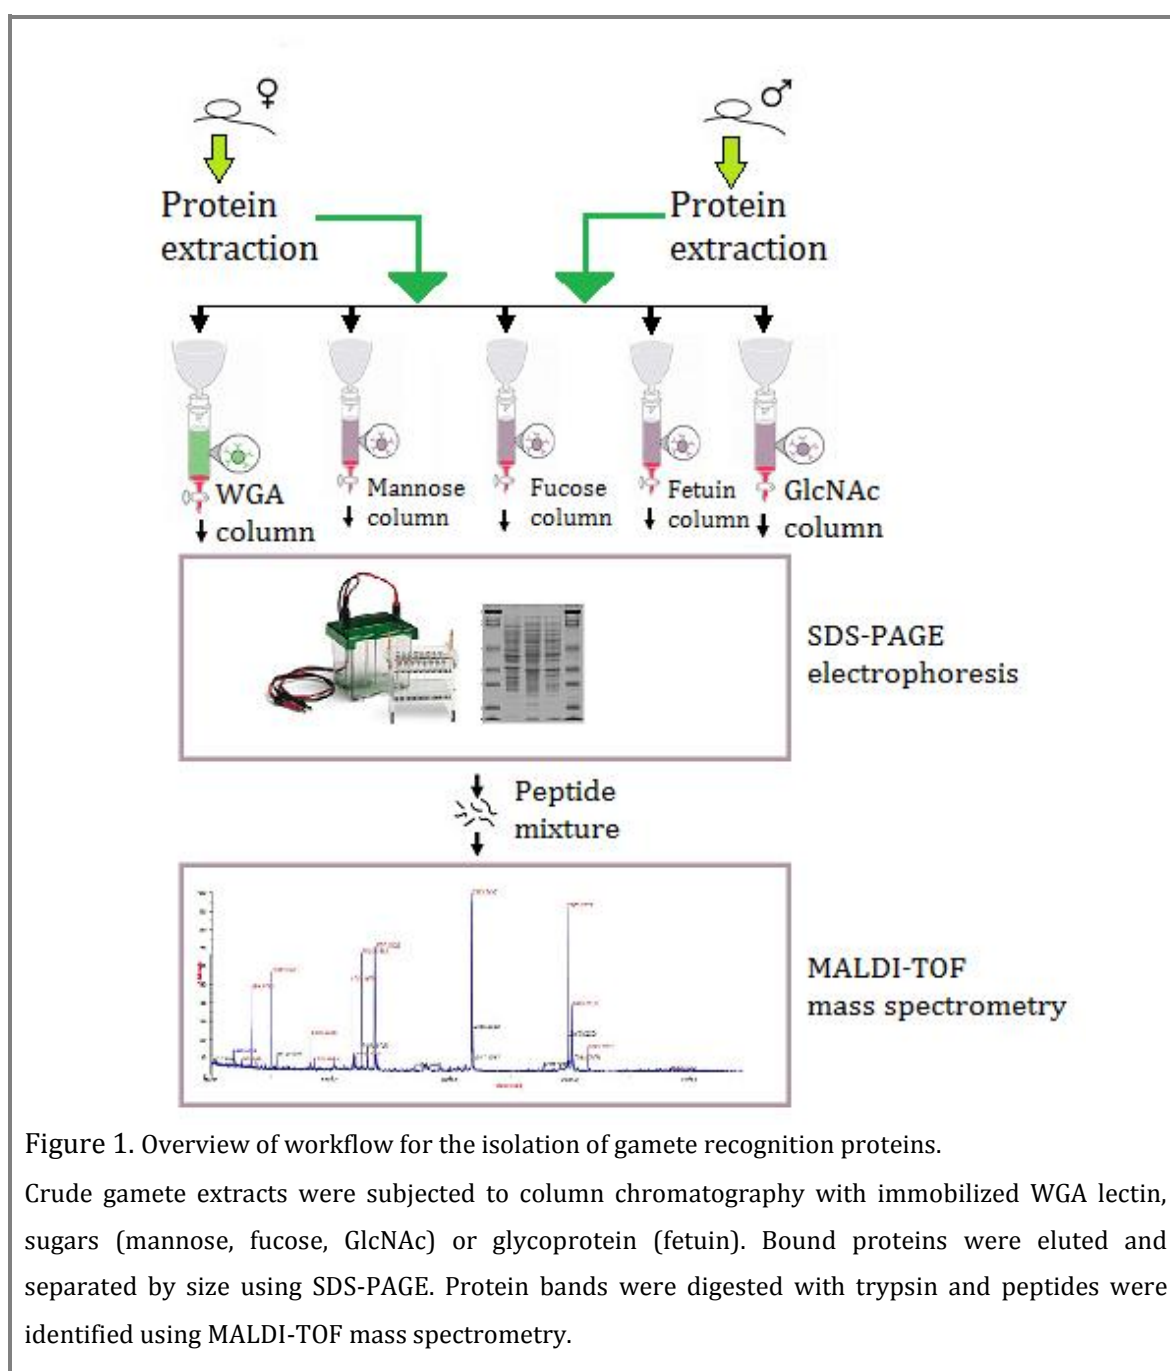 ♀
♂
Protein
extraction
Protein
extraction
WGA
column
Mannose
column
Fucose
column
Fetuin
column
GlcNAc
column
SDS-PAGE
electrophoresis
Peptide
mixture
MALDI-TOF
mass spectrometry
Figure 1. Overview of workflow for the isolation of gamete recognition proteins.
Crude gamete extracts were subjected to column chromatography with immobilized WGA lectin,
sugars (mannose, fucose, GlcNAc) or glycoprotein (fetuin). Bound proteins were eluted and
separated by size using SDS-PAGE. Protein bands were digested with trypsin and peptides were
identified using MALDI-TOF mass spectrometry.